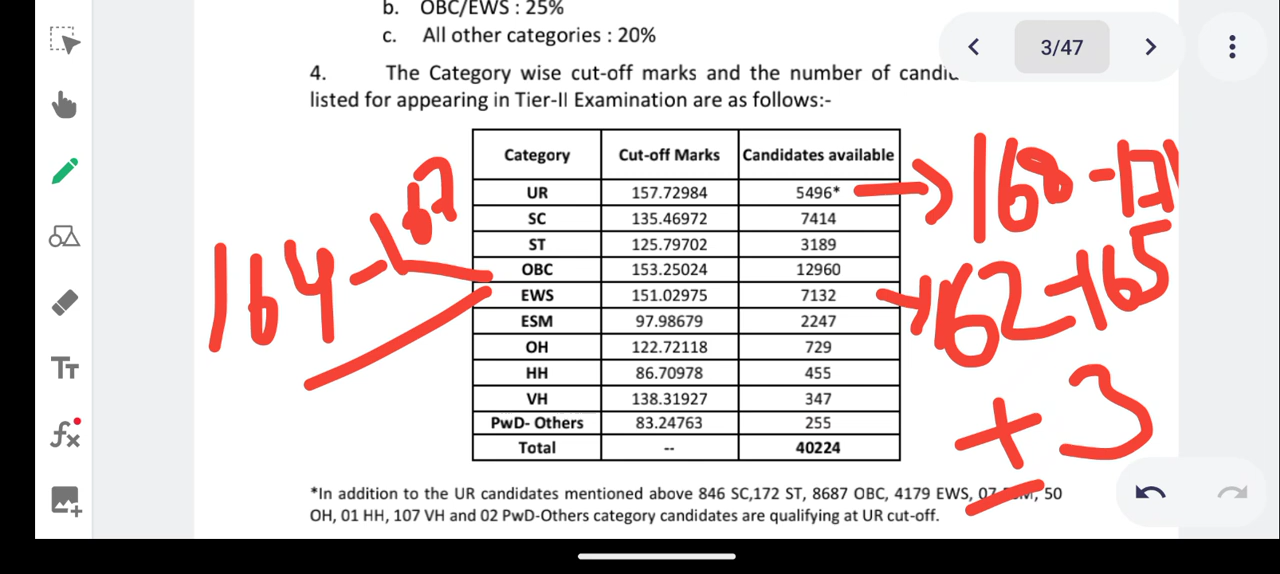 b. OBC/EWS : 25%
c. All other categories : 20%
3/47
4. The Category wise cut-off marks and the number of
listed for appearing in Tier-II Examination are as follows:-
Category Cut-off Marks Candidates available
UR 157.72984 5496*
SC 135.46972 7414
ST 125.79702 3189
OBC 153.25024 12960
EWS 151.02975 7132
ESM 97.98679 2247
OH 122.72118 729
HH 86.70978 455
VH 138.31927 347
PwD- Others 83.24763 255
Total -- 40224
168-171
164-167
162-165
+3
*In addition to the UR candidates mentioned above 846 SC,172 ST, 8687 OBC, 4179 EWS, 50
OH, 01 HH, 107 VH and 02 PwD-Others category candidates are qualifying at UR cut-off.
TT
fx